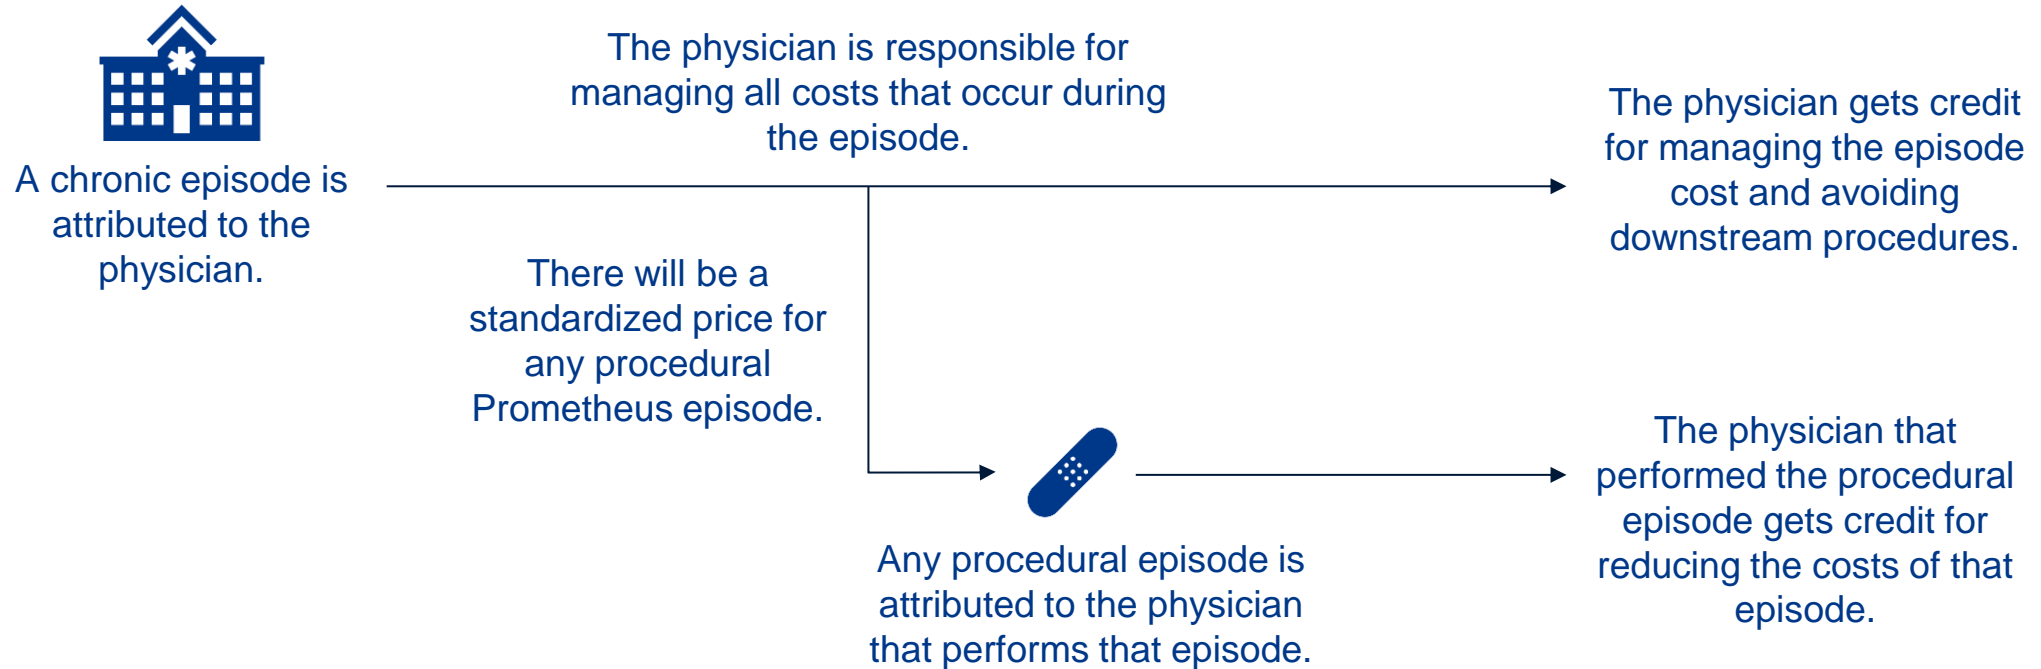 A chronic episode is
attributed to the
physician.
The physician is responsible for
managing all costs that occur during
the episode.
The physician gets credit
for managing the episode
cost and avoiding
downstream procedures.
There will be a
standardized price for
any procedural
Prometheus episode.
Any procedural episode is
attributed to the physician
that performs that episode.
The physician that
performed the procedural
episode gets credit for
reducing the costs of that
episode.